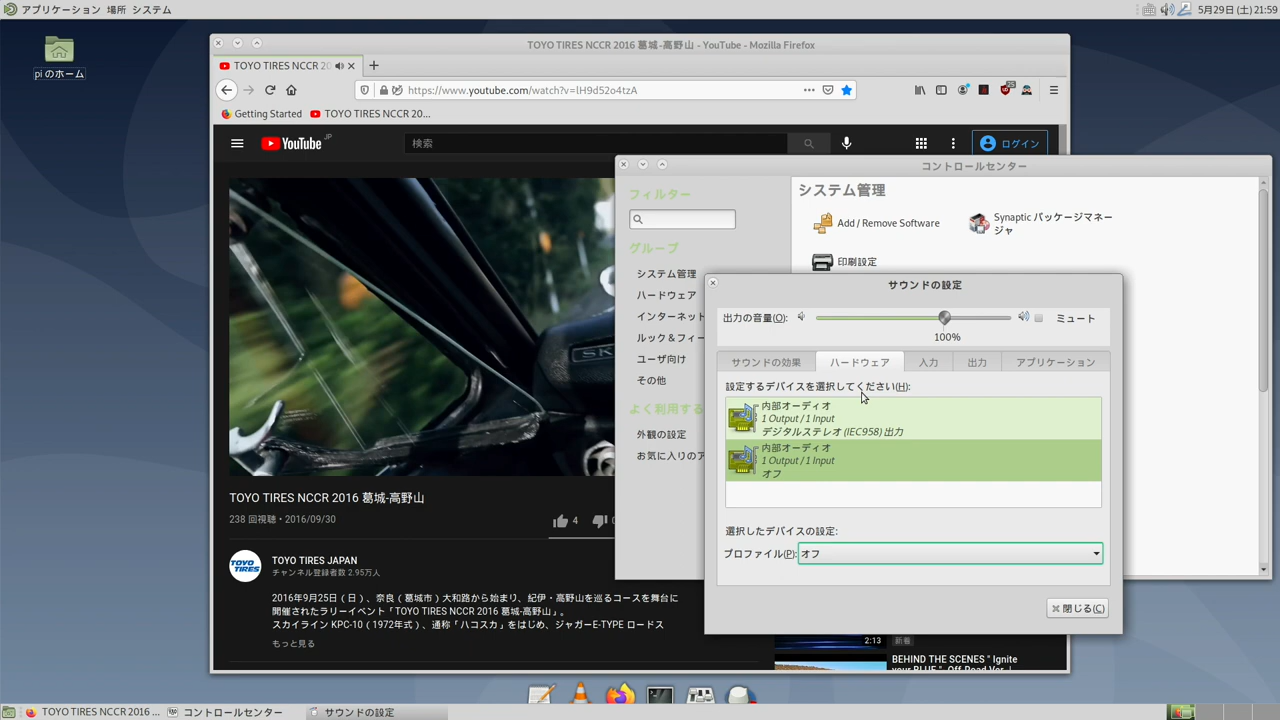 アプリケーション 場所 システム
5月29日 (土) 21:59
pi のホーム
TOYO TIRES NCCR 2016 葛城-高野山 - YouTube - Mozilla Firefox
TOYO TIRES NCCR 20
https://www.youtube.com/watch?v=lH9d52o4tzA
Getting Started
TOYO TIRES NCCR 20...
YouTube JP
検索
ログイン
コントロールセンター
フィルター
グループ
システム管理
ハードウェア
インターネット
ルック＆フィー
ユーザ向け
その他
よく利用する
外観の設定
お気に入りのア
システム管理
Add / Remove Software
Synaptic パッケージマネー
ジャ
印刷設定
サウンドの設定
出力の音量(O):
ミュート
100%
サウンドの効果
ハードウェア
入力
出力
アプリケーション
設定するデバイスを選択してください(H):
内部オーディオ
1 Output / 1 Input
デジタルステレオ (IEC958) 出力
内部オーディオ
1 Output / 1 Input
オフ
選択したデバイスの設定:
プロファイル(P):
オフ
閉じる(C)
TOYO TIRES NCCR 2016 葛城-高野山
238 回視聴・2016/09/30
4
TOYO TIRES
TOYO TIRES JAPAN
チャンネル登録者数 2.95万人
2016年9月25日（日）、奈良（葛城市）大和路から始まり、紀伊・高野山を巡るコースを舞台に
開催されたラリーイベント「TOYO TIRES NCCR 2016 葛城-高野山」。
スカイライン KPC-10（1972年式）、通称「ハコスカ」をはじめ、ジャガーE-TYPE ロードス
もっと見る
2:13
新着
BEHIND THE SCENES " Ignite
TOYO TIRES NCCR 2016 ...
コントロールセンター
サウンドの設定